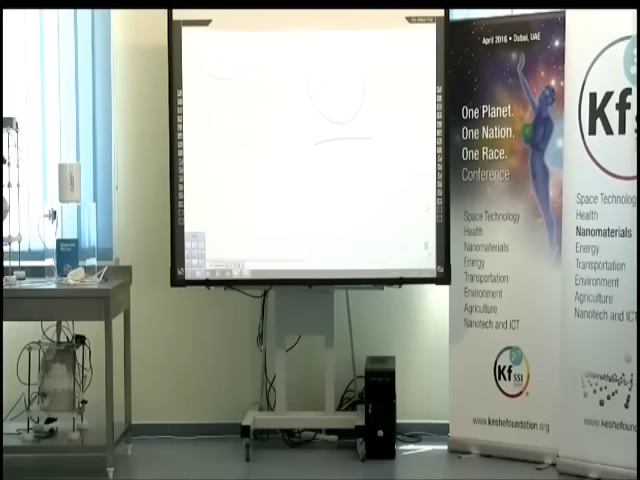 April 2016 • Dubai, UAE
One Planet.
One Nation.
One Race.
Conference
Space Technology
Health
Nanomaterials
Energy
Transportation
Environment
Agriculture
Nanotech and ICT
Kf SSI
www.keshefoundation.org
Kf
Space Technology
Health
Nanomaterials
Energy
Transportation
Environment
Agriculture
Nanotech and ICT